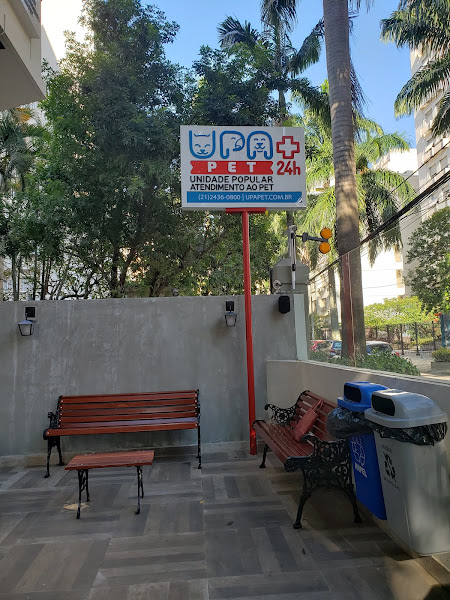 UPA
PET 24h
UNIDADE POPULAR
ATENDIMENTO AO PET
(21)2436-0800 | UPAPET.COM.BR